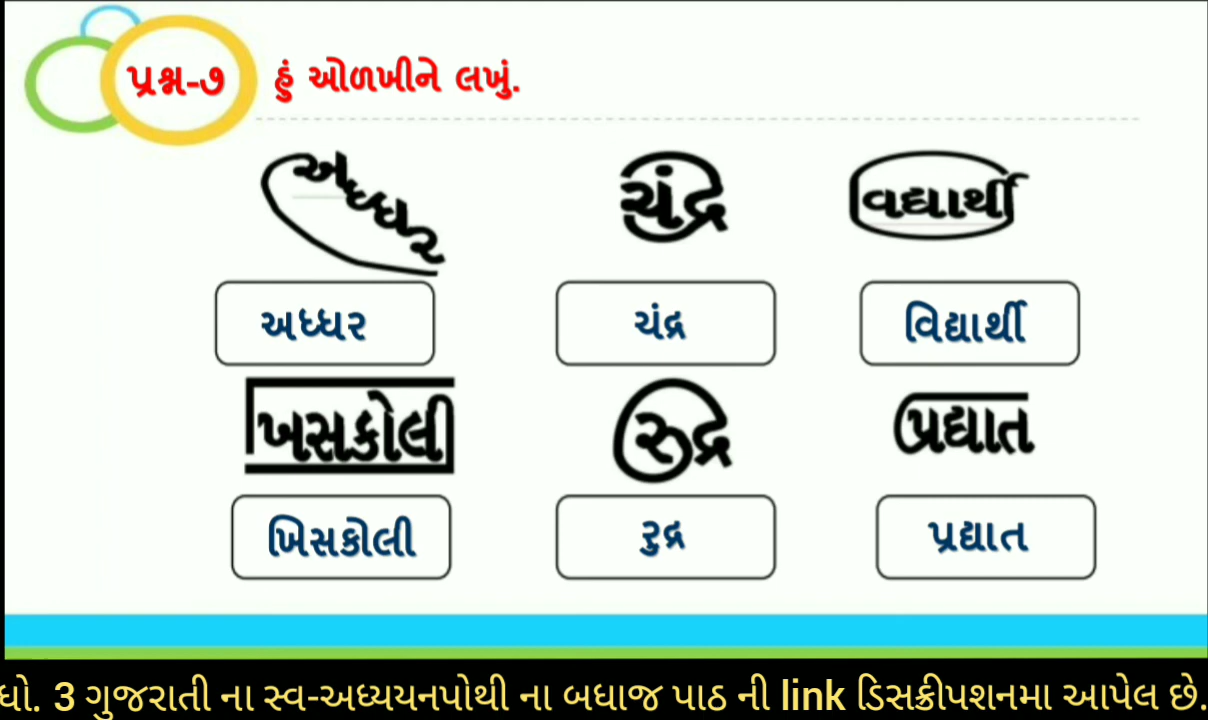 પ્રશ્ન-૭ હું ઓળખીને લખું.
અધ્ધર ચંદ્ર વિદ્યાર્થી
અધ્ધર ચંદ્ર વિદ્યાર્થી
ખિસકોલી રુદ્ર પ્રદ્યાત
ખિસકોલી રુદ્ર પ્રદ્યાત
ધો. 3 ગુજરાતી ના સ્વ-અધ્યયનપોથી ના બધાજ પાઠ ની link ડિસક્રીપશનમા આપેલ છે.